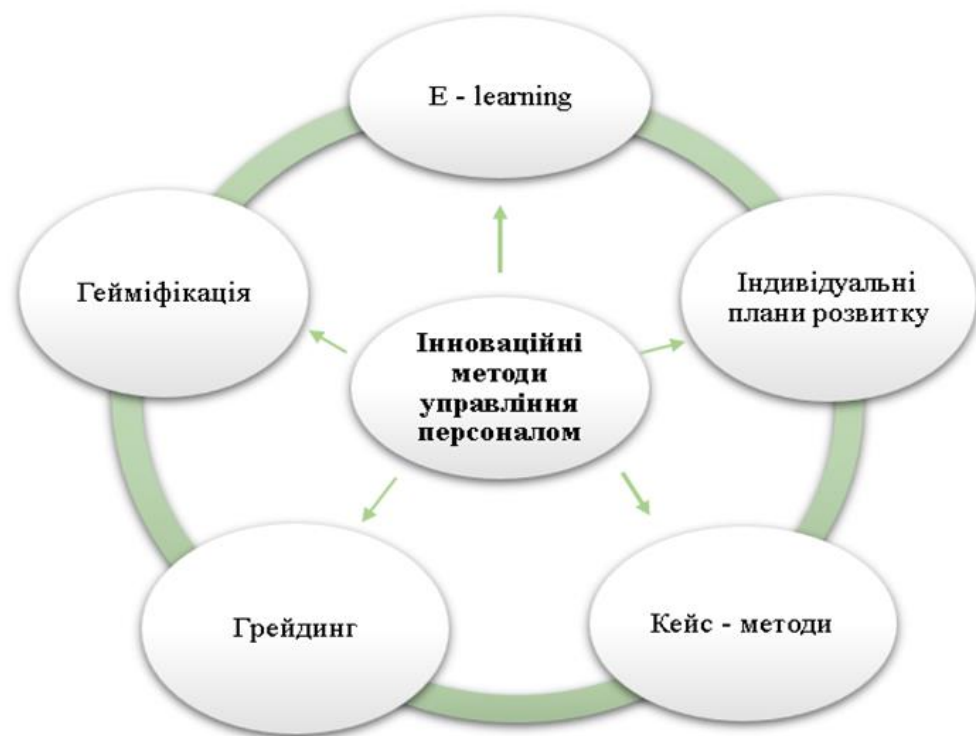 E - learning
Гейміфікація
Індивідуальні
плани розвитку
Інноваційні
методи
управління
персоналом
Грейдинг
Кейс - методи